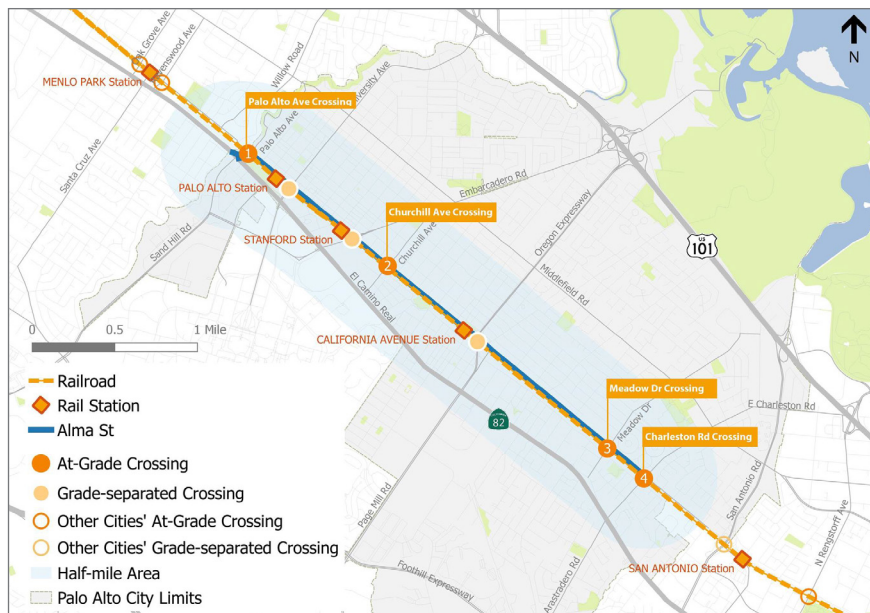 Oak Grove Ave
Ravenswood Ave
MENLO PARK Station
Willow Road
University Ave
Palo Alto Ave Crossing
Palo Alto Ave
1
Santa Cruz Ave
PALO ALTO Station
Embarcadero Rd
Churchill Ave Crossing
Oregon Expressway
Sand Hill Rd
STANFORD Station
Churchill Ave
2
US
101
Middlefield Rd
El Camino Real
0 0.5 1 Mile
CALIFORNIA AVENUE Station
N
Meadow Dr Crossing
Meadow Dr
E Charleston Rd
82
Charleston Rd Crossing
3
4
San Antonio Rd
Page Mill Rd
N Rengstorff Ave
SAN ANTONIO Station
Foothill Expressway
Arastradero Rd
Railroad
Rail Station
Alma St
At-Grade Crossing
Grade-separated Crossing
Other Cities' At-Grade Crossing
Other Cities' Grade-separated Crossing
Half-mile Area
Palo Alto City Limits